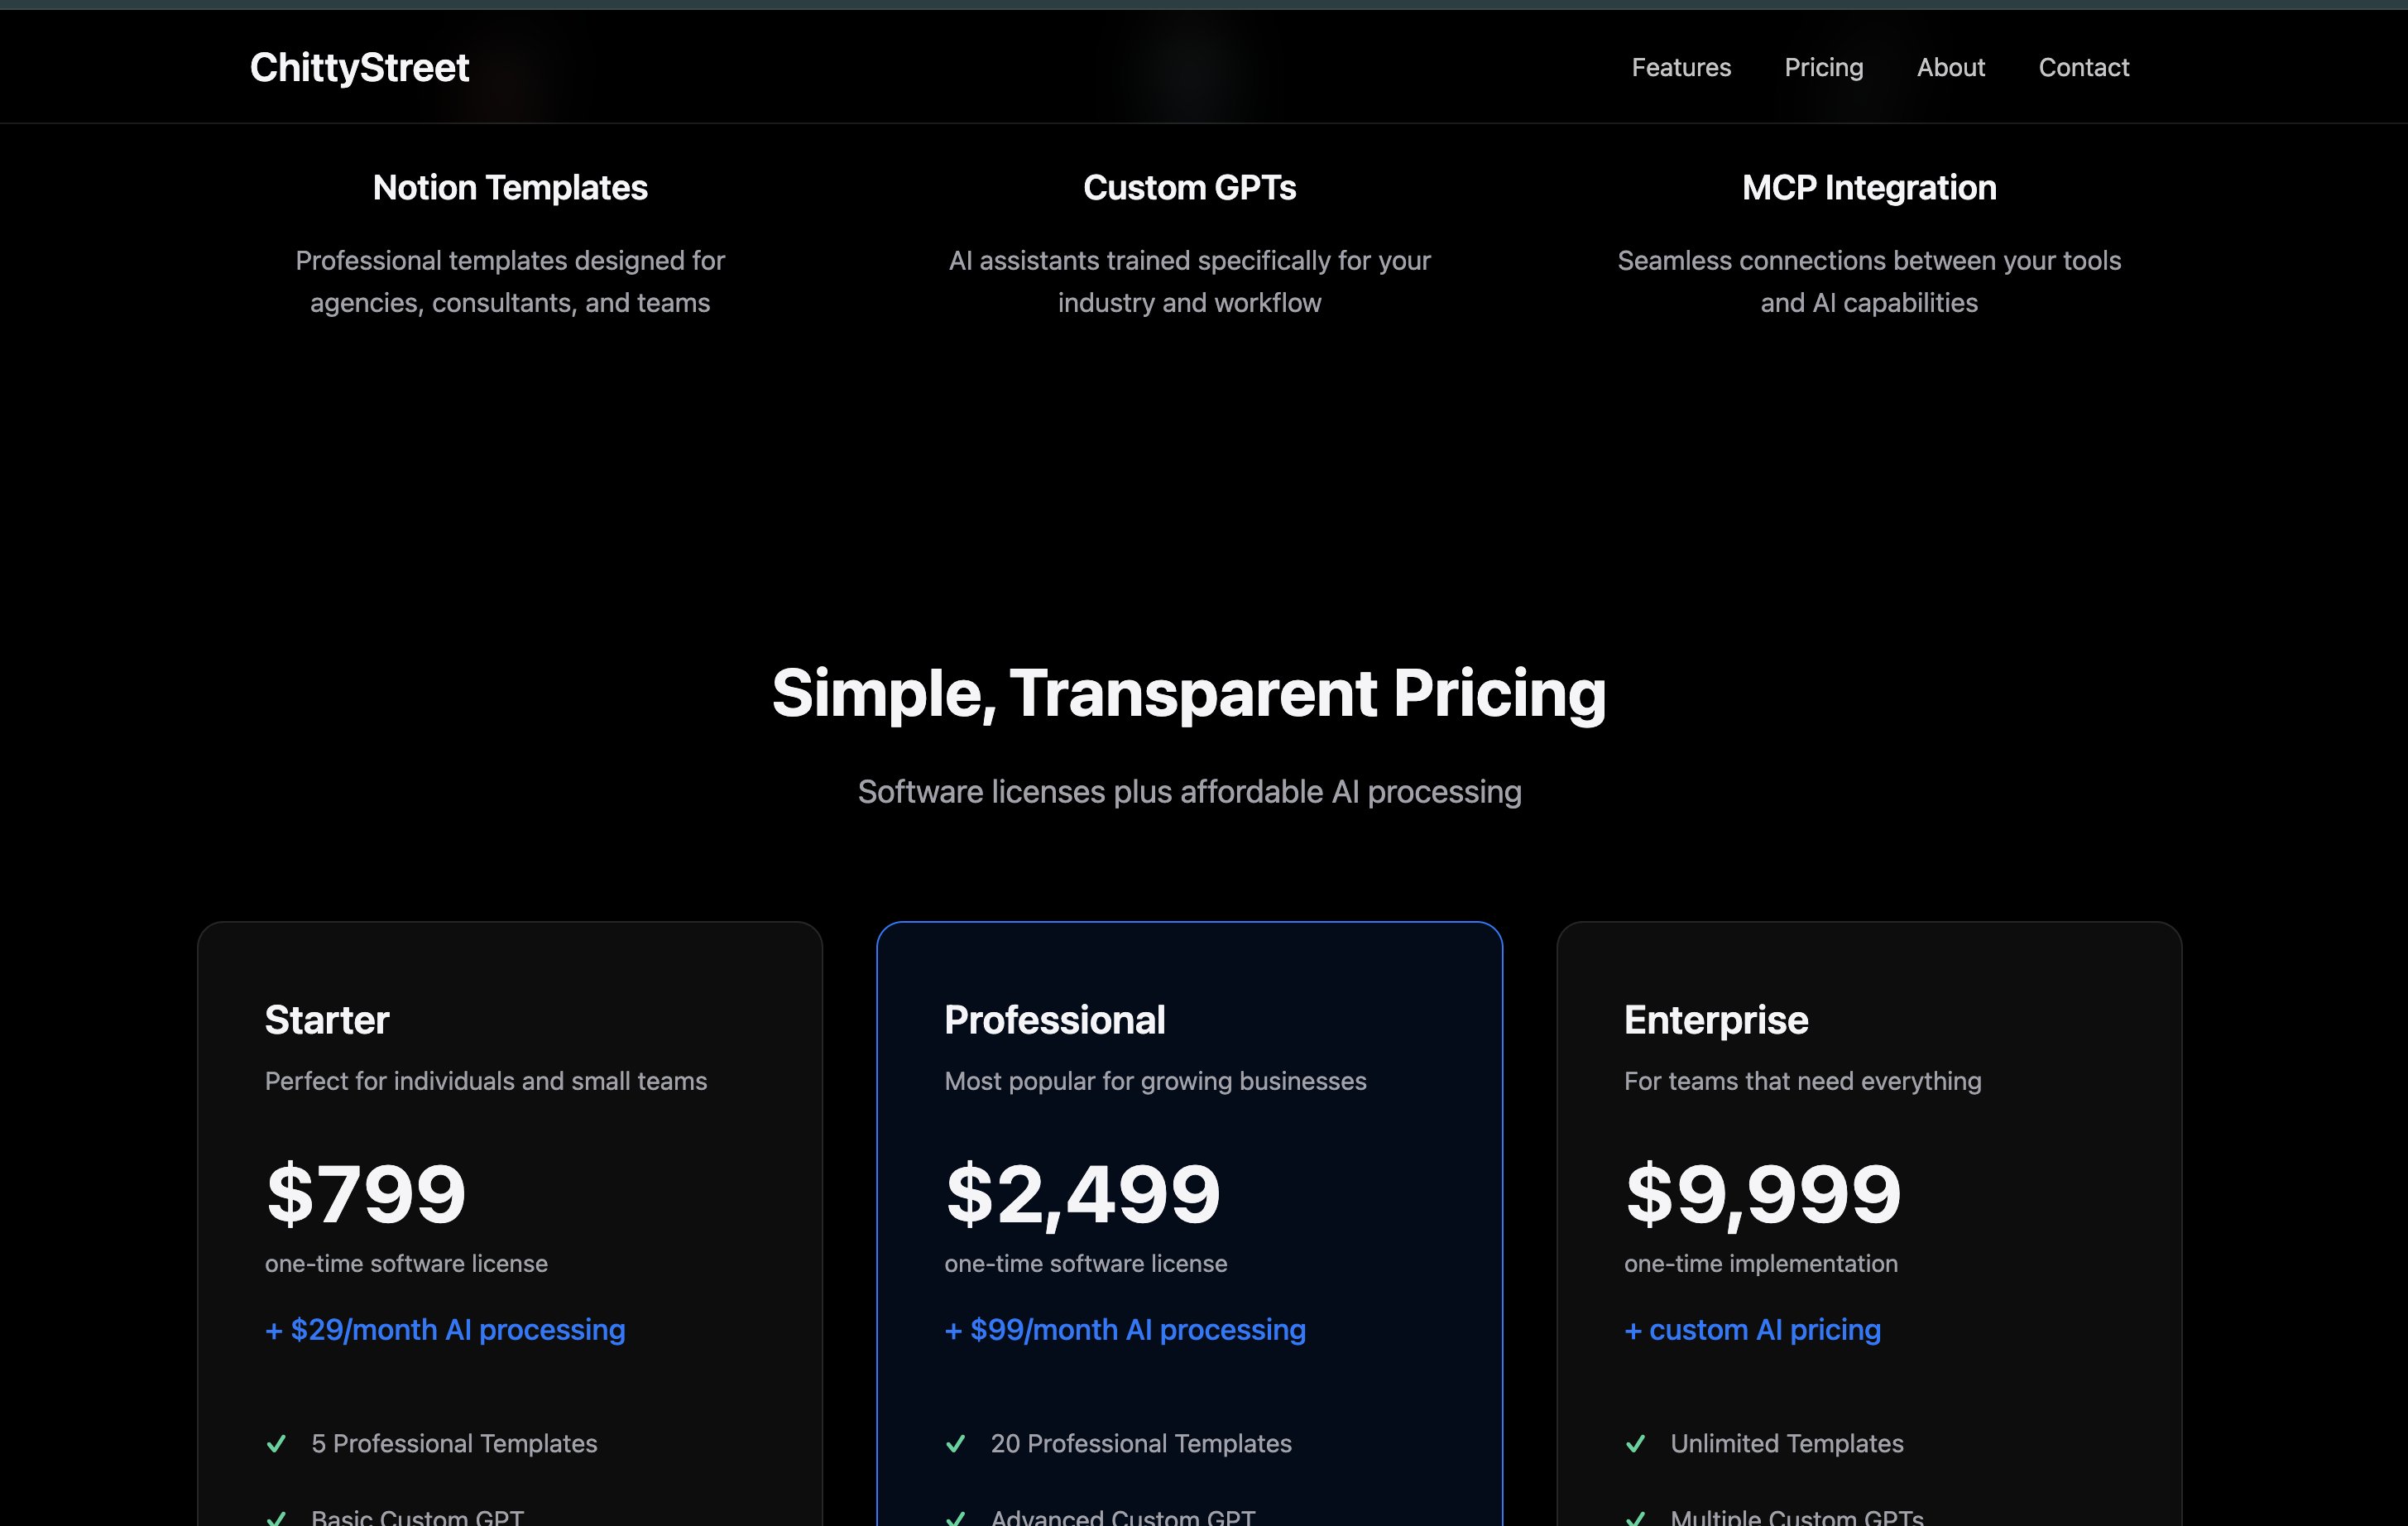 ChittyStreet
Features Pricing About Contact
Notion Templates
Professional templates designed for
agencies, consultants, and teams
Custom GPTs
AI assistants trained specifically for your
industry and workflow
MCP Integration
Seamless connections between your tools
and AI capabilities
Simple, Transparent Pricing
Software licenses plus affordable AI processing
Starter
Perfect for individuals and small teams
$799
one-time software license
+ $29/month AI processing
✓ 5 Professional Templates
✓ Basic Custom GPT
Professional
Most popular for growing businesses
$2,499
one-time software license
+ $99/month AI processing
✓ 20 Professional Templates
✓ Advanced Custom GPT
Enterprise
For teams that need everything
$9,999
one-time implementation
+ custom AI pricing
✓ Unlimited Templates
✓ Multiple Custom GPTs